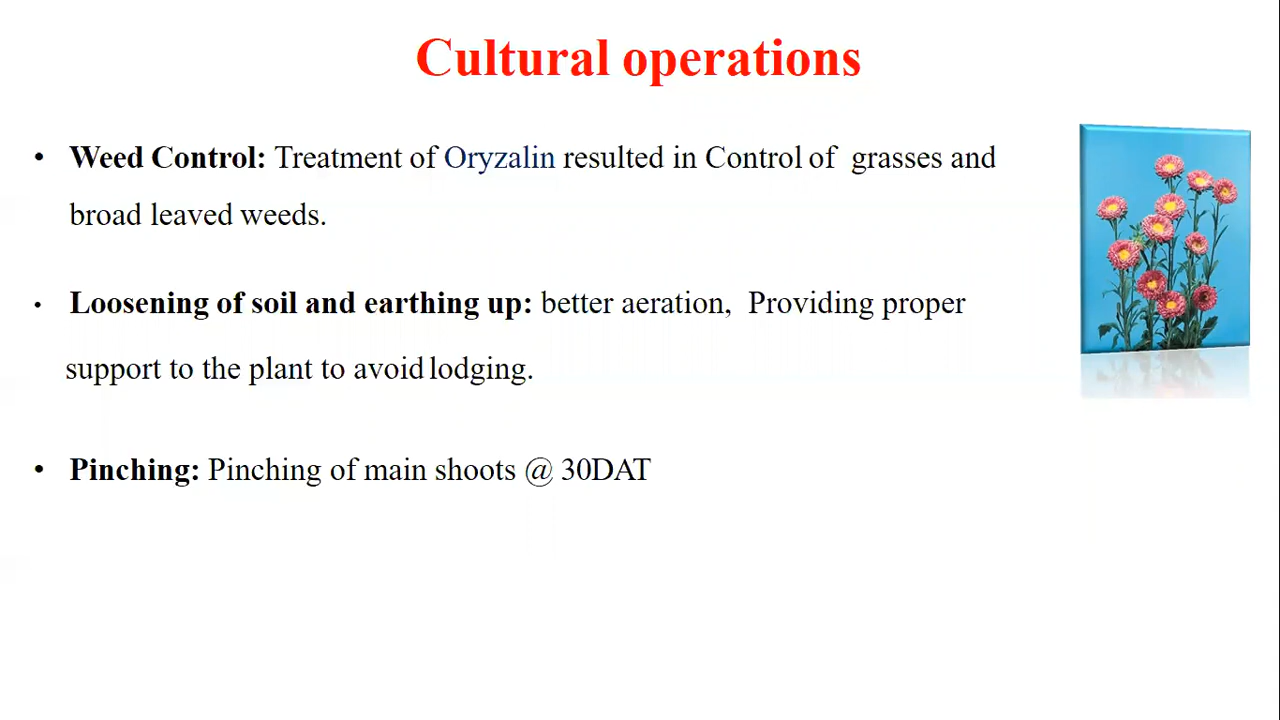 Cultural operations
• Weed Control: Treatment of Oryzalin resulted in Control of grasses and
broad leaved weeds.
• Loosening of soil and earthing up: better aeration, Providing proper
support to the plant to avoid lodging.
• Pinching: Pinching of main shoots @ 30DAT